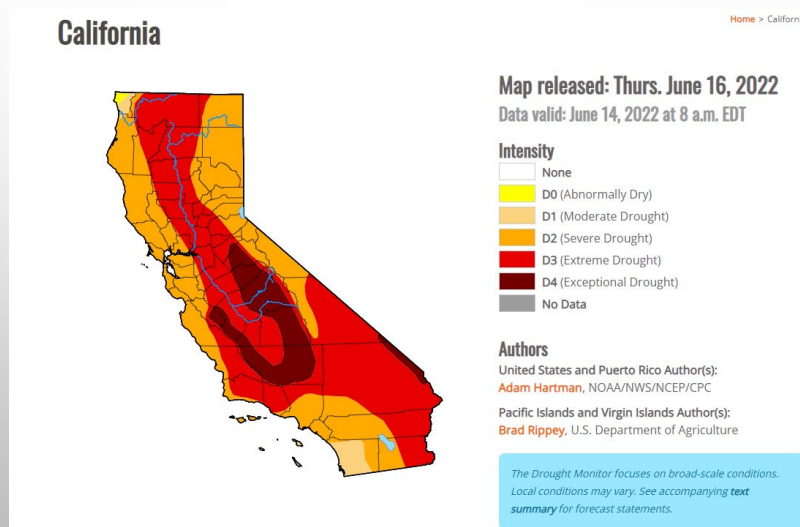 California
Home > Californ
Map released: Thurs. June 16, 2022
Data valid: June 14, 2022 at 8 a.m. EDT
Intensity
None
D0 (Abnormally Dry)
D1 (Moderate Drought)
D2 (Severe Drought)
D3 (Extreme Drought)
D4 (Exceptional Drought)
No Data
Authors
United States and Puerto Rico Author(s):
Adam Hartman, NOAA/NWS/NCEP/CPC
Pacific Islands and Virgin Islands Author(s):
Brad Rippey, U.S. Department of Agriculture
The Drought Monitor focuses on broad-scale conditions.
Local conditions may vary. See accompanying text
summary for forecast statements.